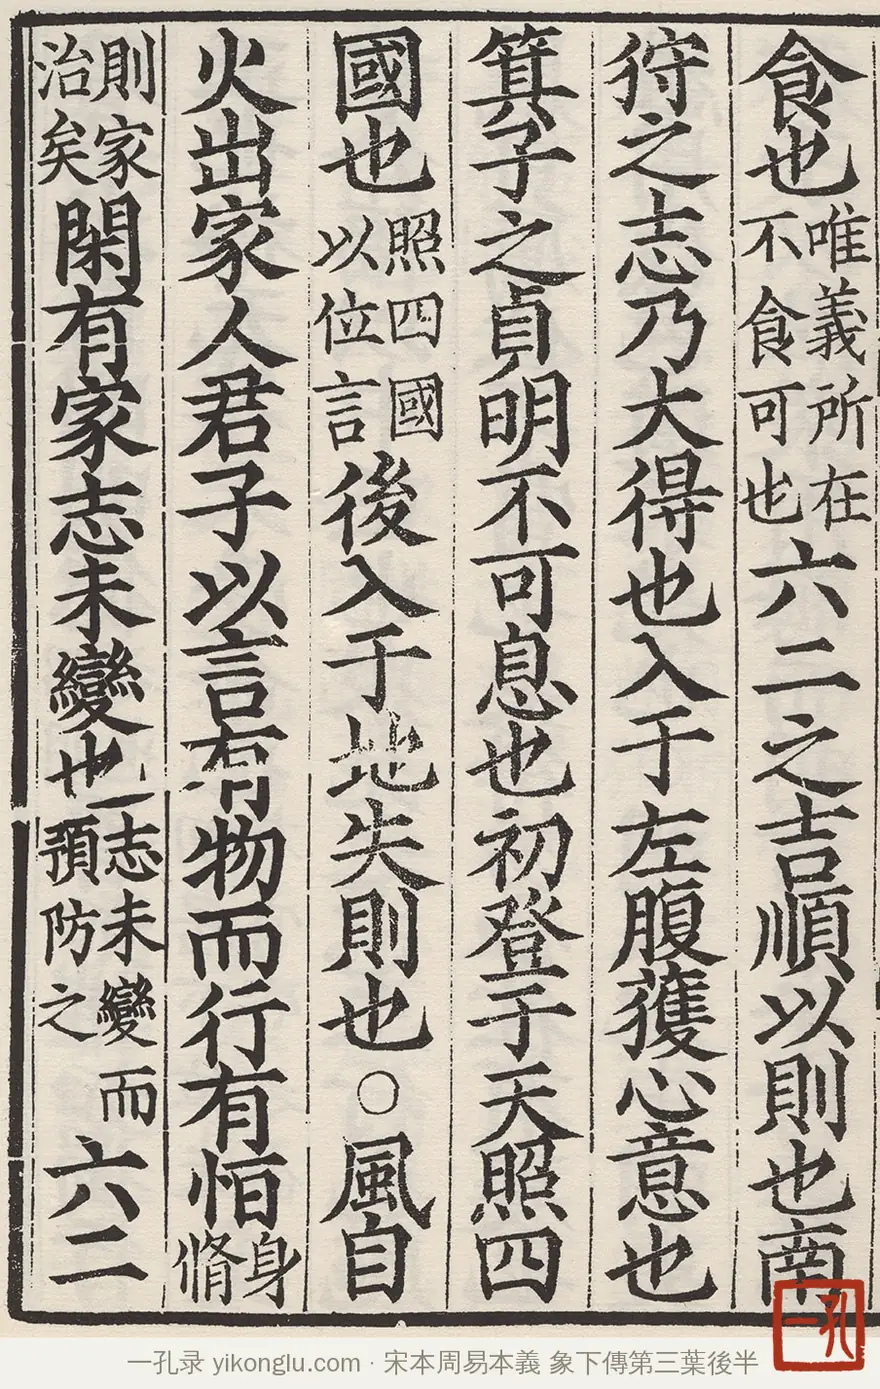 食也唯義所在不食可也六二之吉順以則也南
狩之志乃大得也入于左腹獲心意也
箕子之貞明不可息也初登于天照四
國也照四國以位言後入于地失則也○風自
火出家人君子以言有物而行有恒身脩
則家治矣閑有家志未變也志未變而預防之六二
一孔录 yikonglu.com · 宋本周易本義 象下傳第三葉後半
一孔